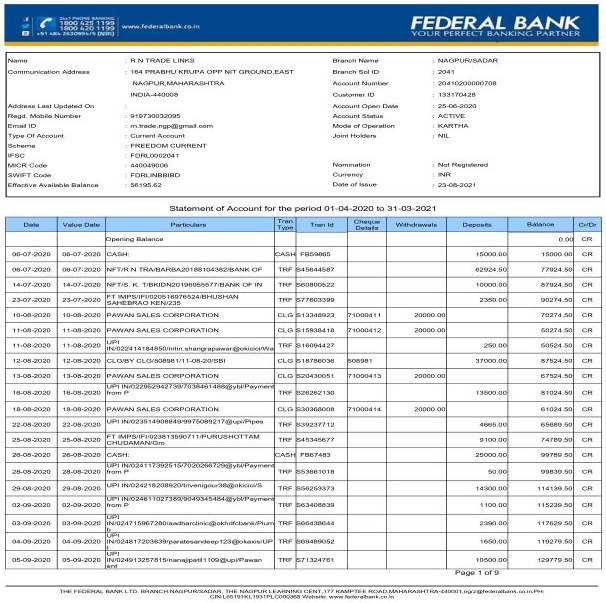 24x7 PHONE BANKING
1800 425 1199
1800 420 1199
+91 484 2630994/5 (NRI)
www.federalbank.co.in
FEDERAL BANK
YOUR PERFECT BANKING PARTNER
Name : R N TRADE LINKS Branch Name : NAGPUR/SADAR
Communication Address : 164 PRABHU KRUPA OPP NIT GROUND,EAST Branch Sol ID : 2041
NAGPUR,MAHARASHTRA Account Number : 20410200000708
INDIA-440008 Customer ID : 133170428
Address Last Updated On : Account Open Date : 25-06-2020
Regd. Mobile Number : 919730032095 Account Status : ACTIVE
Email ID : m.trade.ngp@gmail.com Mode of Operation : KARTHA
Type Of Account : Current Account Joint Holders : NIL
Scheme : FREEDOM CURRENT
IFSC : FDRL0002041
MICR Code : 440049006 Nomination : Not Registered
SWIFT Code : FDRLINBBIBD Currency : INR
Effective Available Balance : 56195.62 Date of Issue : 23-08-2021
Statement of Account for the period 01-04-2020 to 31-03-2021
Date Value Date Particulars Tran Type Tran Id Cheque Details Withdrawals Deposits Balance Cr/Dr
Opening Balance 0.00 CR
06-07-2020 06-07-2020 CASH: CASH FB59865 15000.00 15000.00 CR
06-07-2020 06-07-2020 NFT/R N TRA/BARBA20188104382/BANK OF TRF S45644587 62924.50 77924.50 CR
14-07-2020 14-07-2020 NFT/S. K. T/BKIDN20196955577/BANK OF IN TRF S60800522 10000.00 87924.50 CR
23-07-2020 23-07-2020 FT IMPS/IFI/020516976524/BHUSHAN SAHEBRAO KEN/235 TRF S77603399 2350.00 90274.50 CR
10-08-2020 10-08-2020 PAWAN SALES CORPORATION CLG S13348923 71000411 20000.00 70274.50 CR
11-08-2020 11-08-2020 PAWAN SALES CORPORATION CLG S15938418 71000412 20000.00 50274.50 CR
11-08-2020 11-08-2020 UPI IN/022414184850/nitin.shangrapawar@okicici/Wa TRF S16094427 250.00 50524.50 CR
12-08-2020 12-08-2020 CLG/BY CLG/508981/11-08-20/SBI CLG S18786036 508981 37000.00 87524.50 CR
13-08-2020 13-08-2020 PAWAN SALES CORPORATION CLG S20430051 71000413 20000.00 67524.50 CR
16-08-2020 16-08-2020 UPI IN/022952942739/7038461488@ybl/Payment from P TRF S26262130 13500.00 81024.50 CR
18-08-2020 18-08-2020 PAWAN SALES CORPORATION CLG S30368008 71000414 20000.00 61024.50 CR
22-08-2020 22-08-2020 UPI IN/023514908849/9975089217@upi/Pipes TRF S39237712 4665.00 65689.50 CR
25-08-2020 25-08-2020 FT IMPS/IFI/023813590711/PURUSHOTTAM CHUDAMAN/Gro TRF S45345677 9100.00 74789.50 CR
26-08-2020 26-08-2020 CASH: CASH FB67483 25000.00 99789.50 CR
28-08-2020 28-08-2020 UPI IN/024117392515/7020266729@ybl/Payment from P TRF S53661018 50.00 99839.50 CR
29-08-2020 29-08-2020 UPI IN/024218208920/trivenigour38@okicici/S TRF S56253373 14300.00 114139.50 CR
02-09-2020 02-09-2020 UPI IN/024611027389/9049345484@ybl/Payment from P TRF S63408839 1100.00 115239.50 CR
03-09-2020 03-09-2020 UPI IN/024715967280/aadharclinic@okhdfcbank/Plum b TRF S66438644 2390.00 117629.50 CR
04-09-2020 04-09-2020 UPI IN/024817203639/paratesandeep123@okaxis/UP I TRF S69489052 1650.00 119279.50 CR
05-09-2020 05-09-2020 UPI IN/024913257815/nanajipatil1109@upi/Pawan ent TRF S71324761 10500.00 129779.50 CR
Page 1 of 9
THE FEDERAL BANK LTD. BRANCH:NAGPUR/SADAR, THE NAGPUR LEARNING CENT,177 KAMPTEE ROAD,MAHARASHTRA-440001,ngrz@federalbank.co.in,PH:
CIN:L65191KL1931PLC000368 Website: www.federalbank.co.in